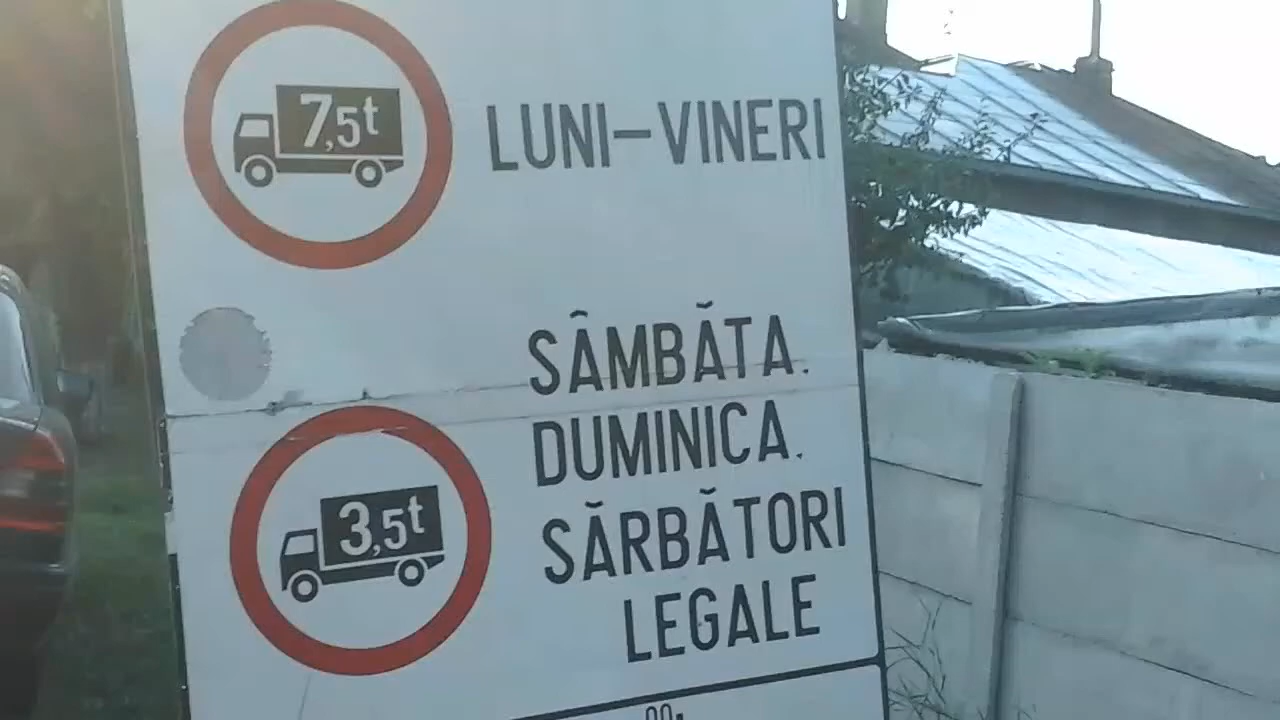 7,5t
LUNI-VINERI
SÂMBĂTA.
DUMINICA.
SĂRBĂTORI
LEGALE
3,5t